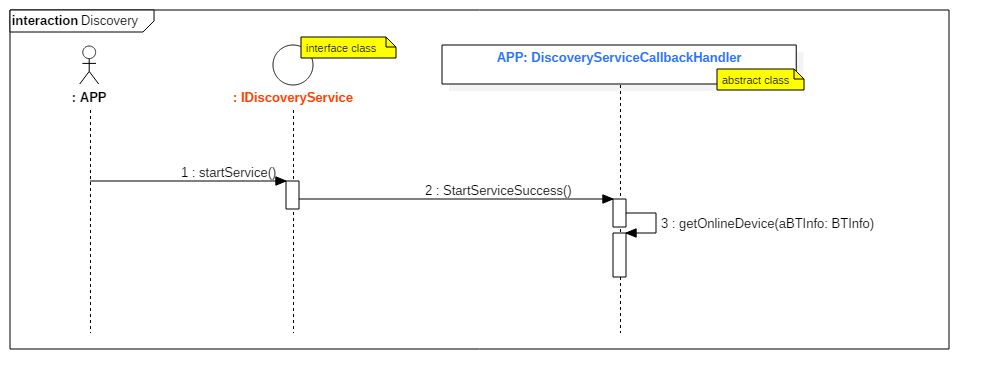 interaction Discovery
interface class
APP: DiscoveryServiceCallbackHandler
abstract class
: APP
: IDiscoveryService
1 : startService()
2 : StartServiceSuccess()
3 : getOnlineDevice(aBTInfo: BTInfo)